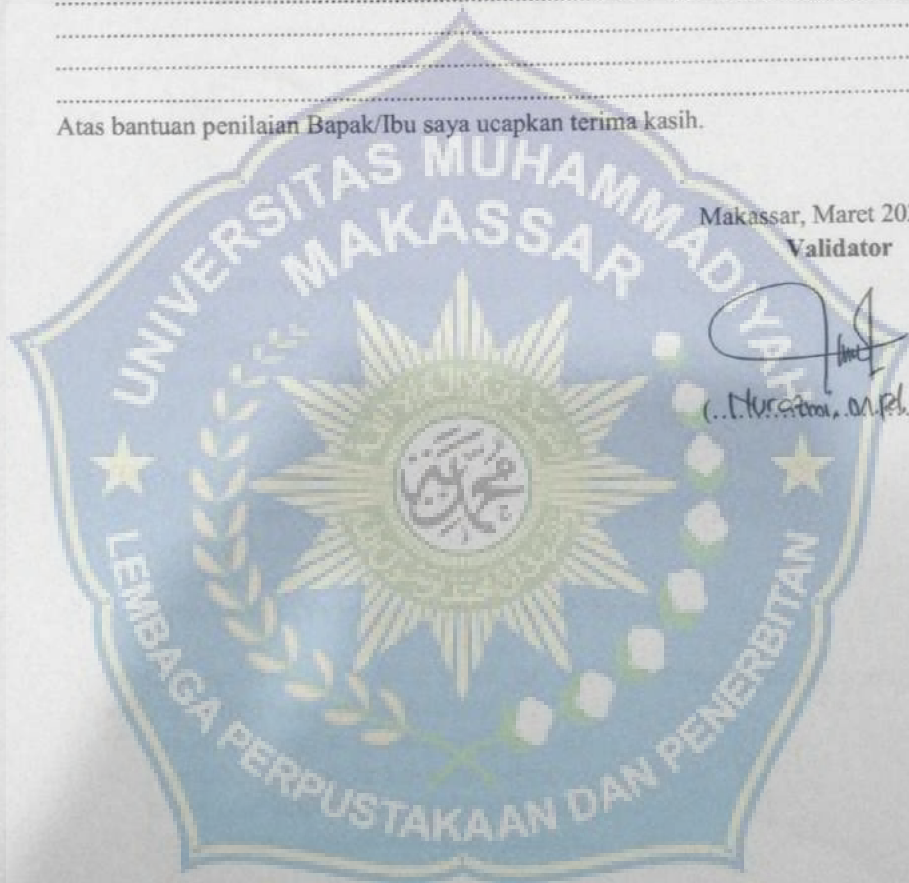 Atas bantuan penilaian Bapak/Ibu saya ucapkan terima kasih.
Makassar, Maret 20
Validator
UNIVERSITAS MUHAMMADIYAH
MAKASSAR
LEMBAGA PERPUSTAKAAN DAN PENERBITAN